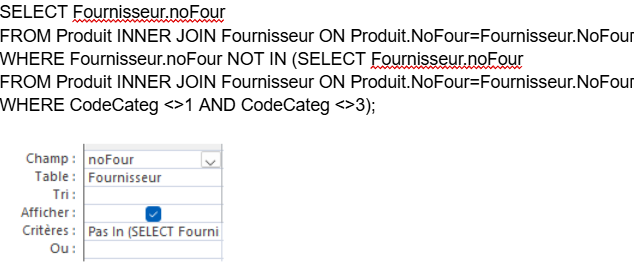 SELECT Fournisseur.noFour
FROM Produit INNER JOIN Fournisseur ON Produit.NoFour=Fournisseur.NoFour
WHERE Fournisseur.noFour NOT IN (SELECT Fournisseur.noFour
FROM Produit INNER JOIN Fournisseur ON Produit.NoFour=Fournisseur.NoFour
WHERE CodeCateg <>1 AND CodeCateg <>3);
Champ : noFour
Table : Fournisseur
Tri :
Afficher :
Critères : Pas In (SELECT Fourni
Ou :